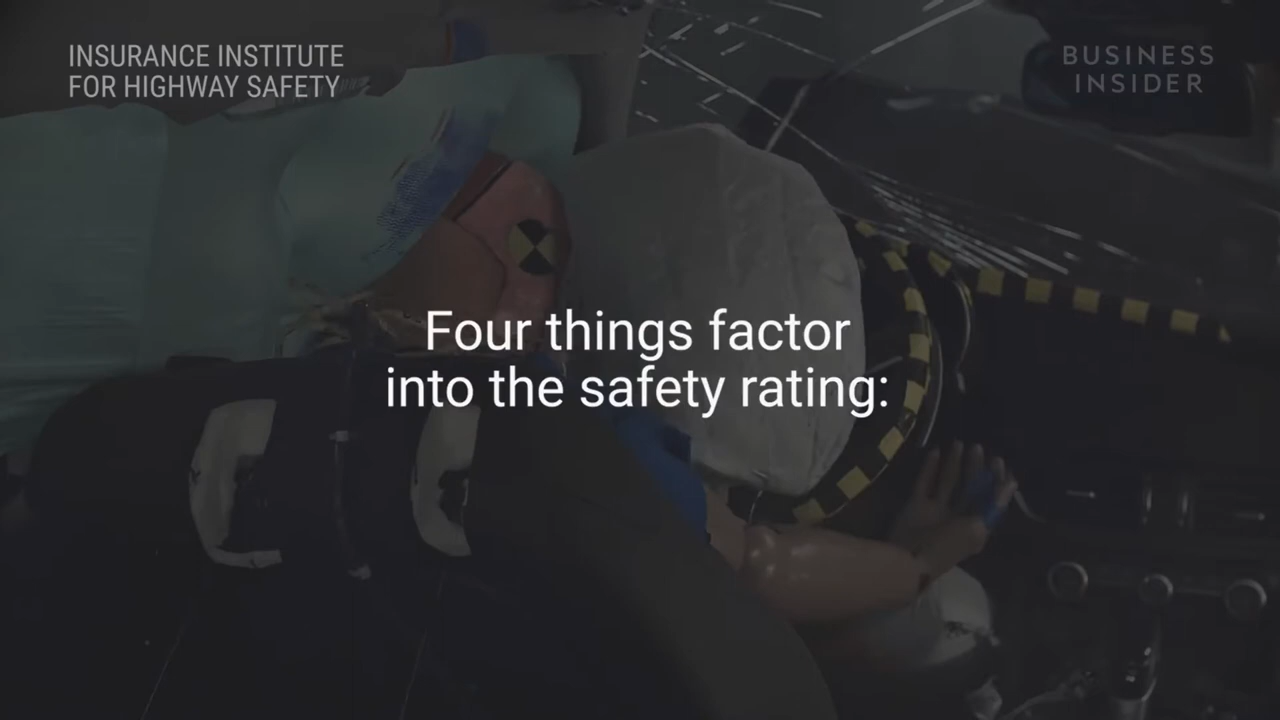 INSURANCE INSTITUTE
FOR HIGHWAY SAFETY
BUSINESS
INSIDER
Four things factor
into the safety rating: